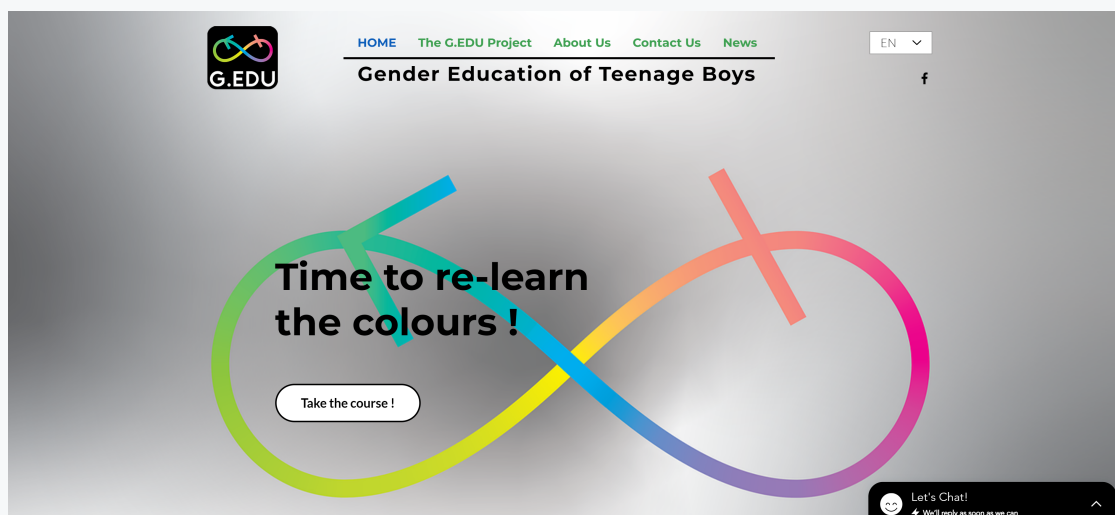 G.EDU
HOME The G.EDU Project About Us Contact Us News
EN
Gender Education of Teenage Boys
f
Time to re-learn
the colours !
Take the course !
Let's Chat!
We'll reply as soon as we can